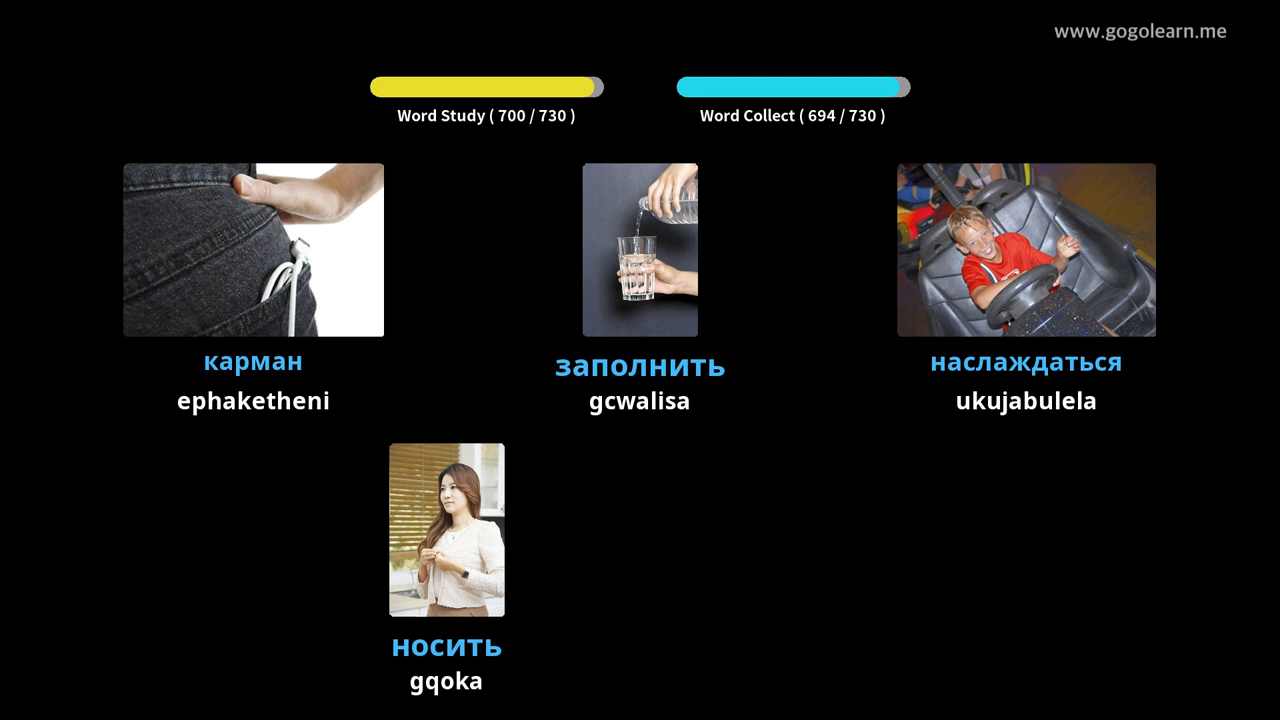 www.gogolearn.me
Word Study ( 700 / 730 )
Word Collect ( 694 / 730 )
карман
ephaketheni
заполнить
gcwalisa
наслаждаться
ukujabulela
носить
gqoka